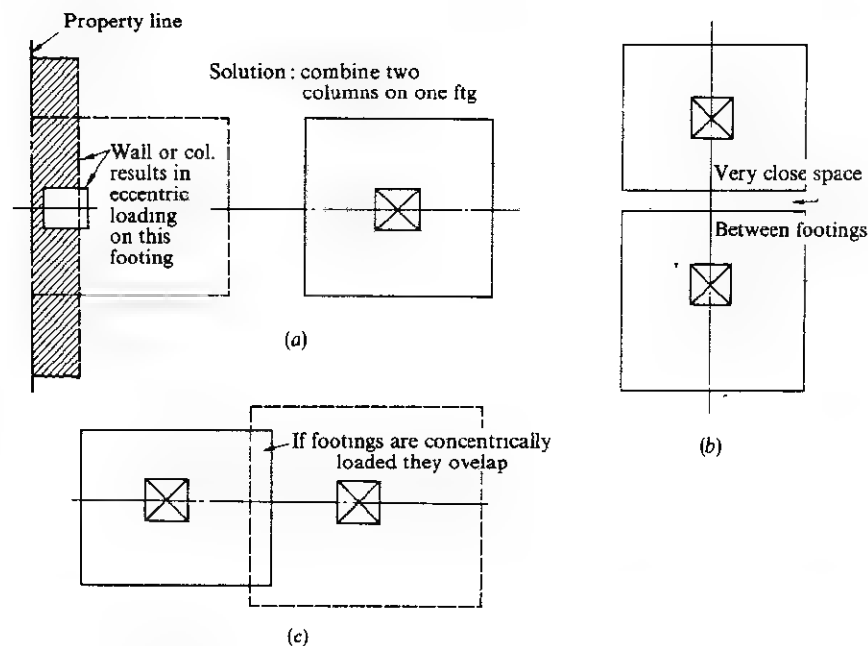 Property line
Solution : combine two
columns on one ftg
Wall or col.
results in
eccentric
loading
on this
footing
(a)
Very close space
Between footings
(b)
If footings are concentrically
loaded they ovelap
(c)